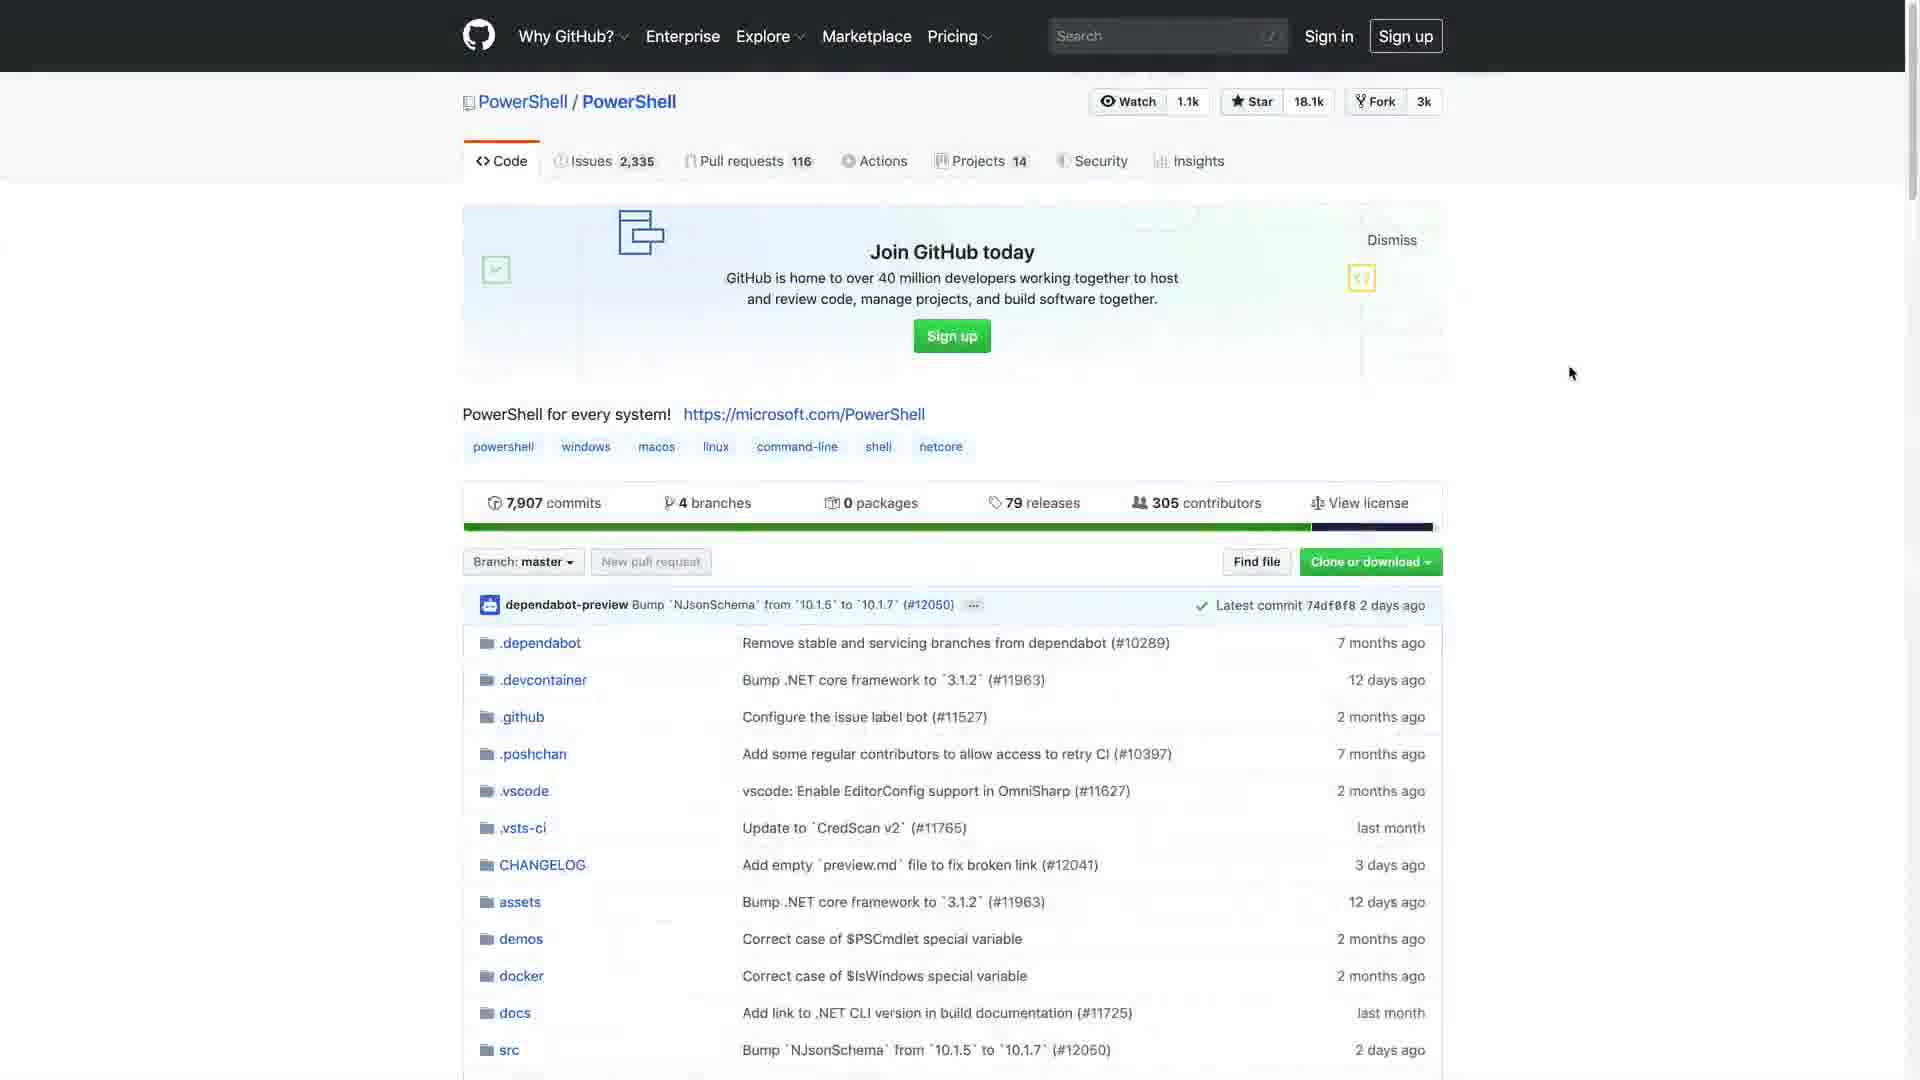 Why GitHub? Enterprise Explore Marketplace Pricing Search / Sign in Sign up
PowerShell / PowerShell Watch 1.1k Star 18.1k Fork 3k
Code Issues 2,335 Pull requests 116 Actions Projects 14 Security Insights
Join GitHub today Dismiss
GitHub is home to over 40 million developers working together to host
and review code, manage projects, and build software together.
Sign up
PowerShell for every system! https://microsoft.com/PowerShell
powershell windows macos linux command-line shell netcore
7,907 commits 4 branches 0 packages 79 releases 305 contributors View license
Branch: master New pull request Find file Clone or download
dependabot-preview Bump `NJsonSchema` from `10.1.5` to `10.1.7` (#12050) ... Latest commit 74df0f8 2 days ago
.dependabot Remove stable and servicing branches from dependabot (#10289) 7 months ago
.devcontainer Bump .NET core framework to `3.1.2` (#11963) 12 days ago
.github Configure the issue label bot (#11527) 2 months ago
.poshchan Add some regular contributors to allow access to retry CI (#10397) 7 months ago
.vscode vscode: Enable EditorConfig support in OmniSharp (#11627) 2 months ago
.vsts-ci Update to `CredScan v2` (#11765) last month
CHANGELOG Add empty `preview.md` file to fix broken link (#12041) 3 days ago
assets Bump .NET core framework to `3.1.2` (#11963) 12 days ago
demos Correct case of $PSCmdlet special variable 2 months ago
docker Correct case of $IsWindows special variable 2 months ago
docs Add link to .NET CLI version in build documentation (#11725) last month
src Bump `NJsonSchema` from `10.1.5` to `10.1.7` (#12050) 2 days ago